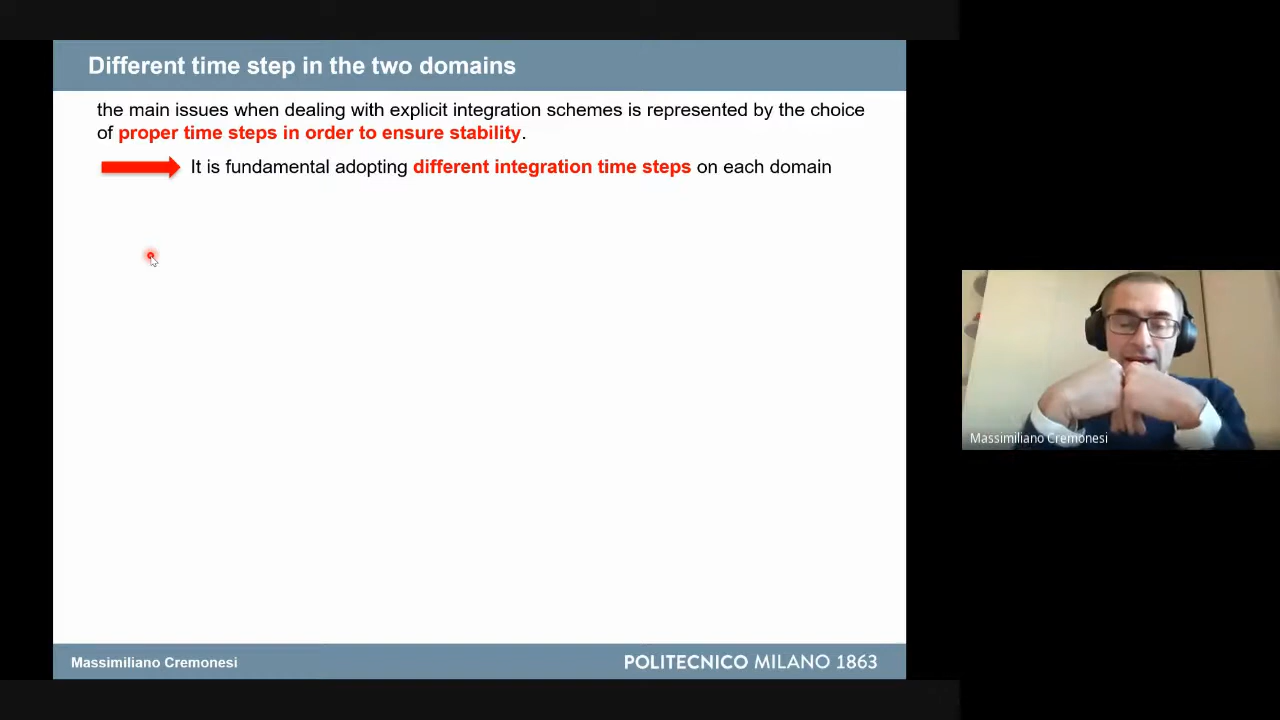 Different time step in the two domains
the main issues when dealing with explicit integration schemes is represented by the choice
of proper time steps in order to ensure stability.
It is fundamental adopting different integration time steps on each domain
Massimiliano Cremonesi
Massimiliano Cremonesi
POLITECNICO MILANO 1863